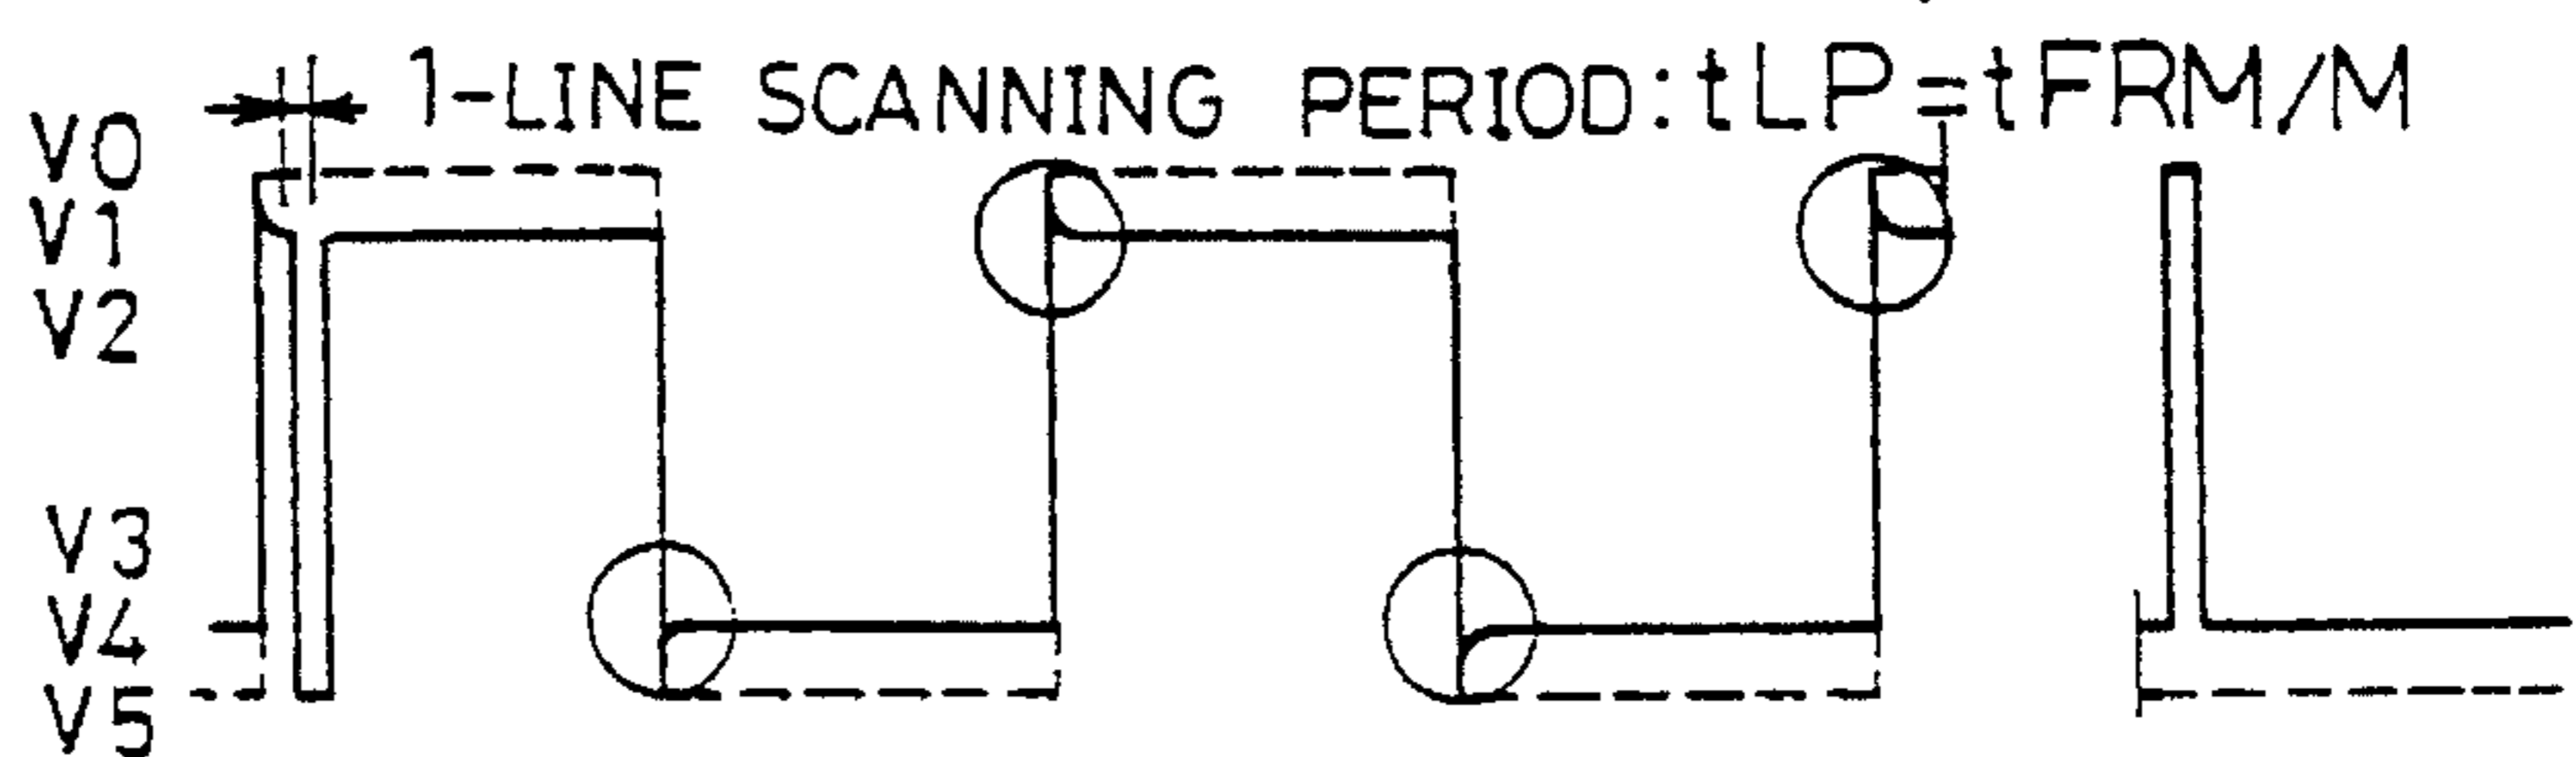 1-LINE SCANNING PERIOD:tLP=tFRM/M
V0
V1
V2
V3
V4
V5